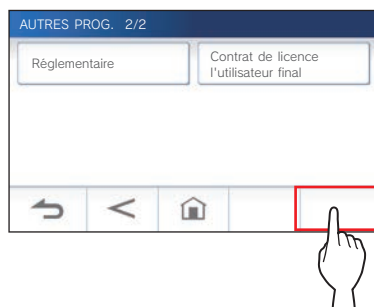 AUTRES PROG. 2/2
Réglementaire
Contrat de licence
l'utilisateur final